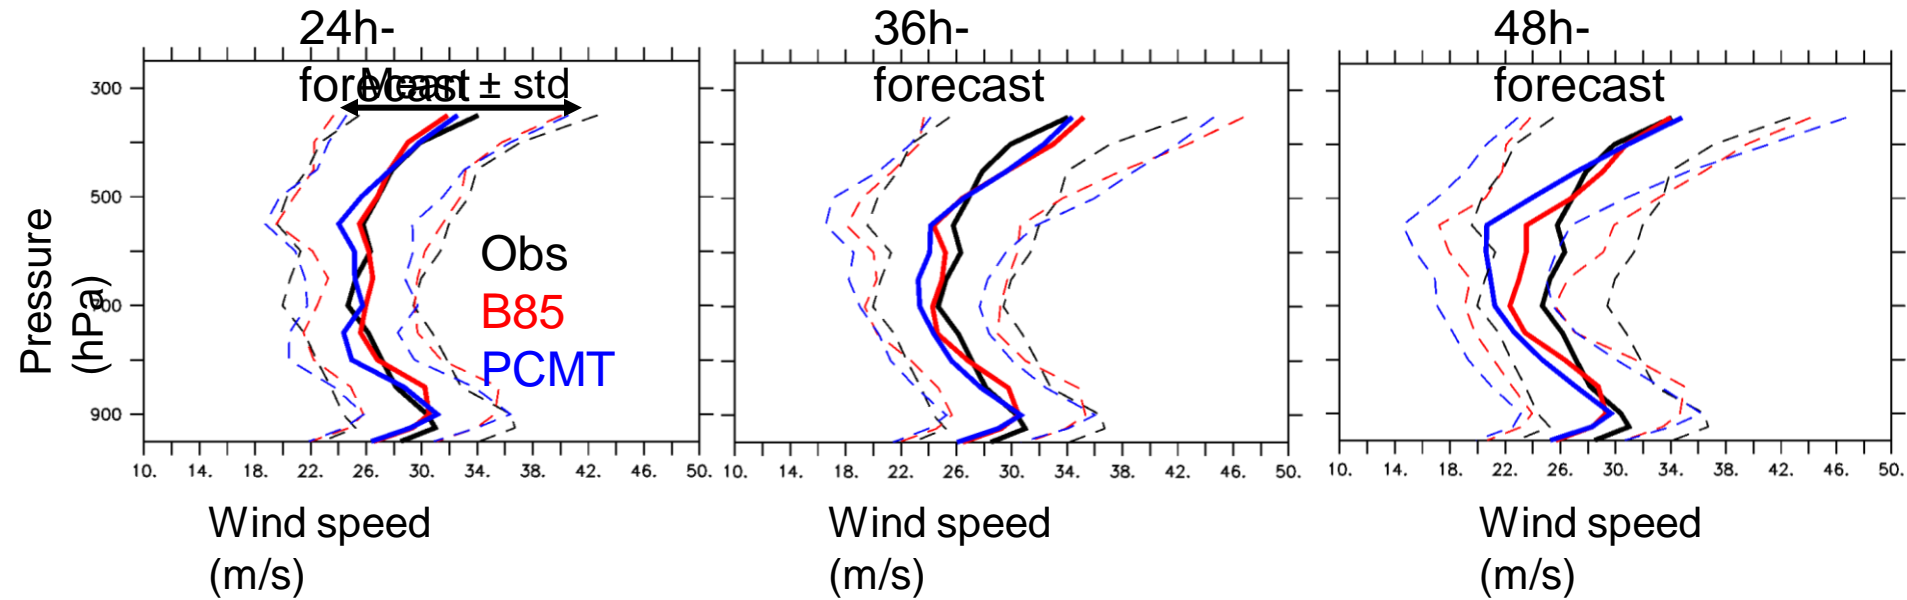 24h-
forecast
Mean ± std
36h-
forecast
48h-
forecast
Pressure
(hPa)
300
500
700
900
Obs
B85
PCMT
10. 14. 18. 22. 26. 30. 34. 38. 42. 46. 50.
10. 14. 18. 22. 26. 30. 34. 38. 42. 46. 50.
10. 14. 18. 22. 26. 30. 34. 38. 42. 46. 50.
Wind speed
(m/s)
Wind speed
(m/s)
Wind speed
(m/s)